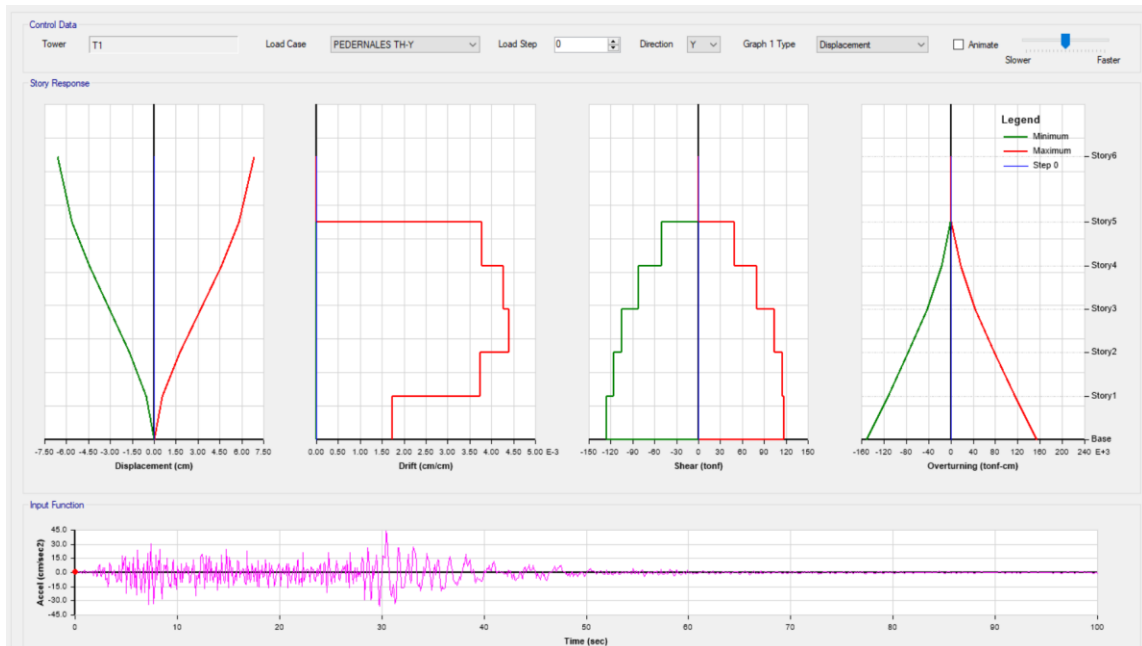 Control Data
Tower T1 Load Case PEDERNALES TH-Y Load Step 0 Direction Y Graph 1 Type Displacement Animate
Slower Faster
Story Response
Legend
Minimum
Maximum
Step 0
Story6
Story5
Story4
Story3
Story2
Story1
Base
-7.50 -6.00 -4.50 -3.00 -1.50 0.00 1.50 3.00 4.50 6.00 7.50
Displacement (cm)
0.00 0.50 1.00 1.50 2.00 2.50 3.00 3.50 4.00 4.50 5.00 E-3
Drift (cm/cm)
-150 -120 -90 -60 -30 0 30 60 90 120 150
Shear (tonf)
-160 -120 -80 -40 0 40 80 120 160 200 240 E+3
Overturning (tonf-cm)
Input Function
Accel (cm/sec2)
45.0
30.0
15.0
0.0
-15.0
-30.0
-45.0
0 10 20 30 40 50 60 70 80 90 100
Time (sec)